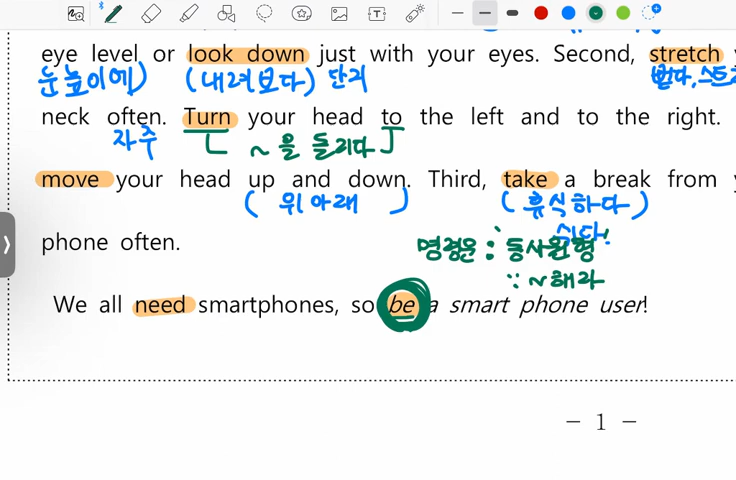 eye level or look down just with your eyes. Second, stretch
눈높이에) (내려보다) 단지
neck often. Turn your head to the left and to the right.
자주 ~을 돌리다
move your head up and down. Third, take a break from
( 위아래 ) (휴식하다)
쉬다!
phone often.
명령문 : 동사원형
∵ ~해라
We all need smartphones, so be a smart phone user!
- 1 -